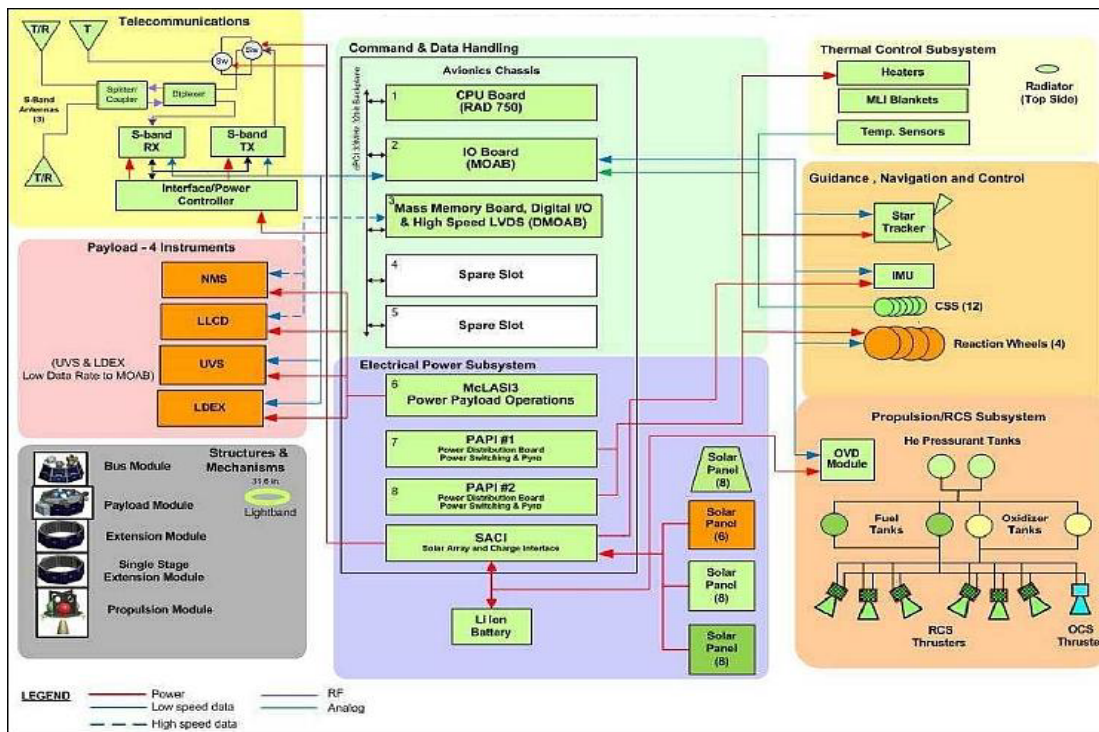 Telecommunications
T/R
T
Sw
Sw
S-Band
Antennas
(3)
Splitter/
Coupler
Diplexer
S-band
RX
S-band
TX
T/R
Interface/Power
Controller
Payload - 4 Instruments
NMS
LLCD
UVS
LDEX
(UVS & LDEX
Low Data Rate to MOAB)
Structures &
Mechanisms
31.6 in.
Lightband
Bus Module
Payload Module
Extension Module
Single Stage
Extension Module
Propulsion Module
Command & Data Handling
Avionics Chassis
cPCI 33MHz 32bit Backplane
1
CPU Board
(RAD 750)
2
IO Board
(MOAB)
3
Mass Memory Board, Digital I/O
& High Speed LVDS (DMOAB)
4
Spare Slot
5
Spare Slot
Electrical Power Subsystem
6
McLASI3
Power Payload Operations
7
PAPI #1
Power Distribution Board
Power Switching & Pyro
8
PAPI #2
Power Distribution Board
Power Switching & Pyro
SACI
Solar Array and Charge Interface
Li Ion
Battery
Solar
Panel
(8)
Solar
Panel
(6)
Solar
Panel
(8)
Solar
Panel
(8)
Thermal Control Subsystem
Heaters
MLI Blankets
Temp. Sensors
Radiator
(Top Side)
Guidance , Navigation and Control
Star
Tracker
IMU
CSS (12)
Reaction Wheels (4)
Propulsion/RCS Subsystem
He Pressurant Tanks
OVD
Module
Fuel
Tanks
Oxidizer
Tanks
RCS
Thrusters
OCS
Thruste
LEGEND
Power
Low speed data
High speed data
RF
Analog